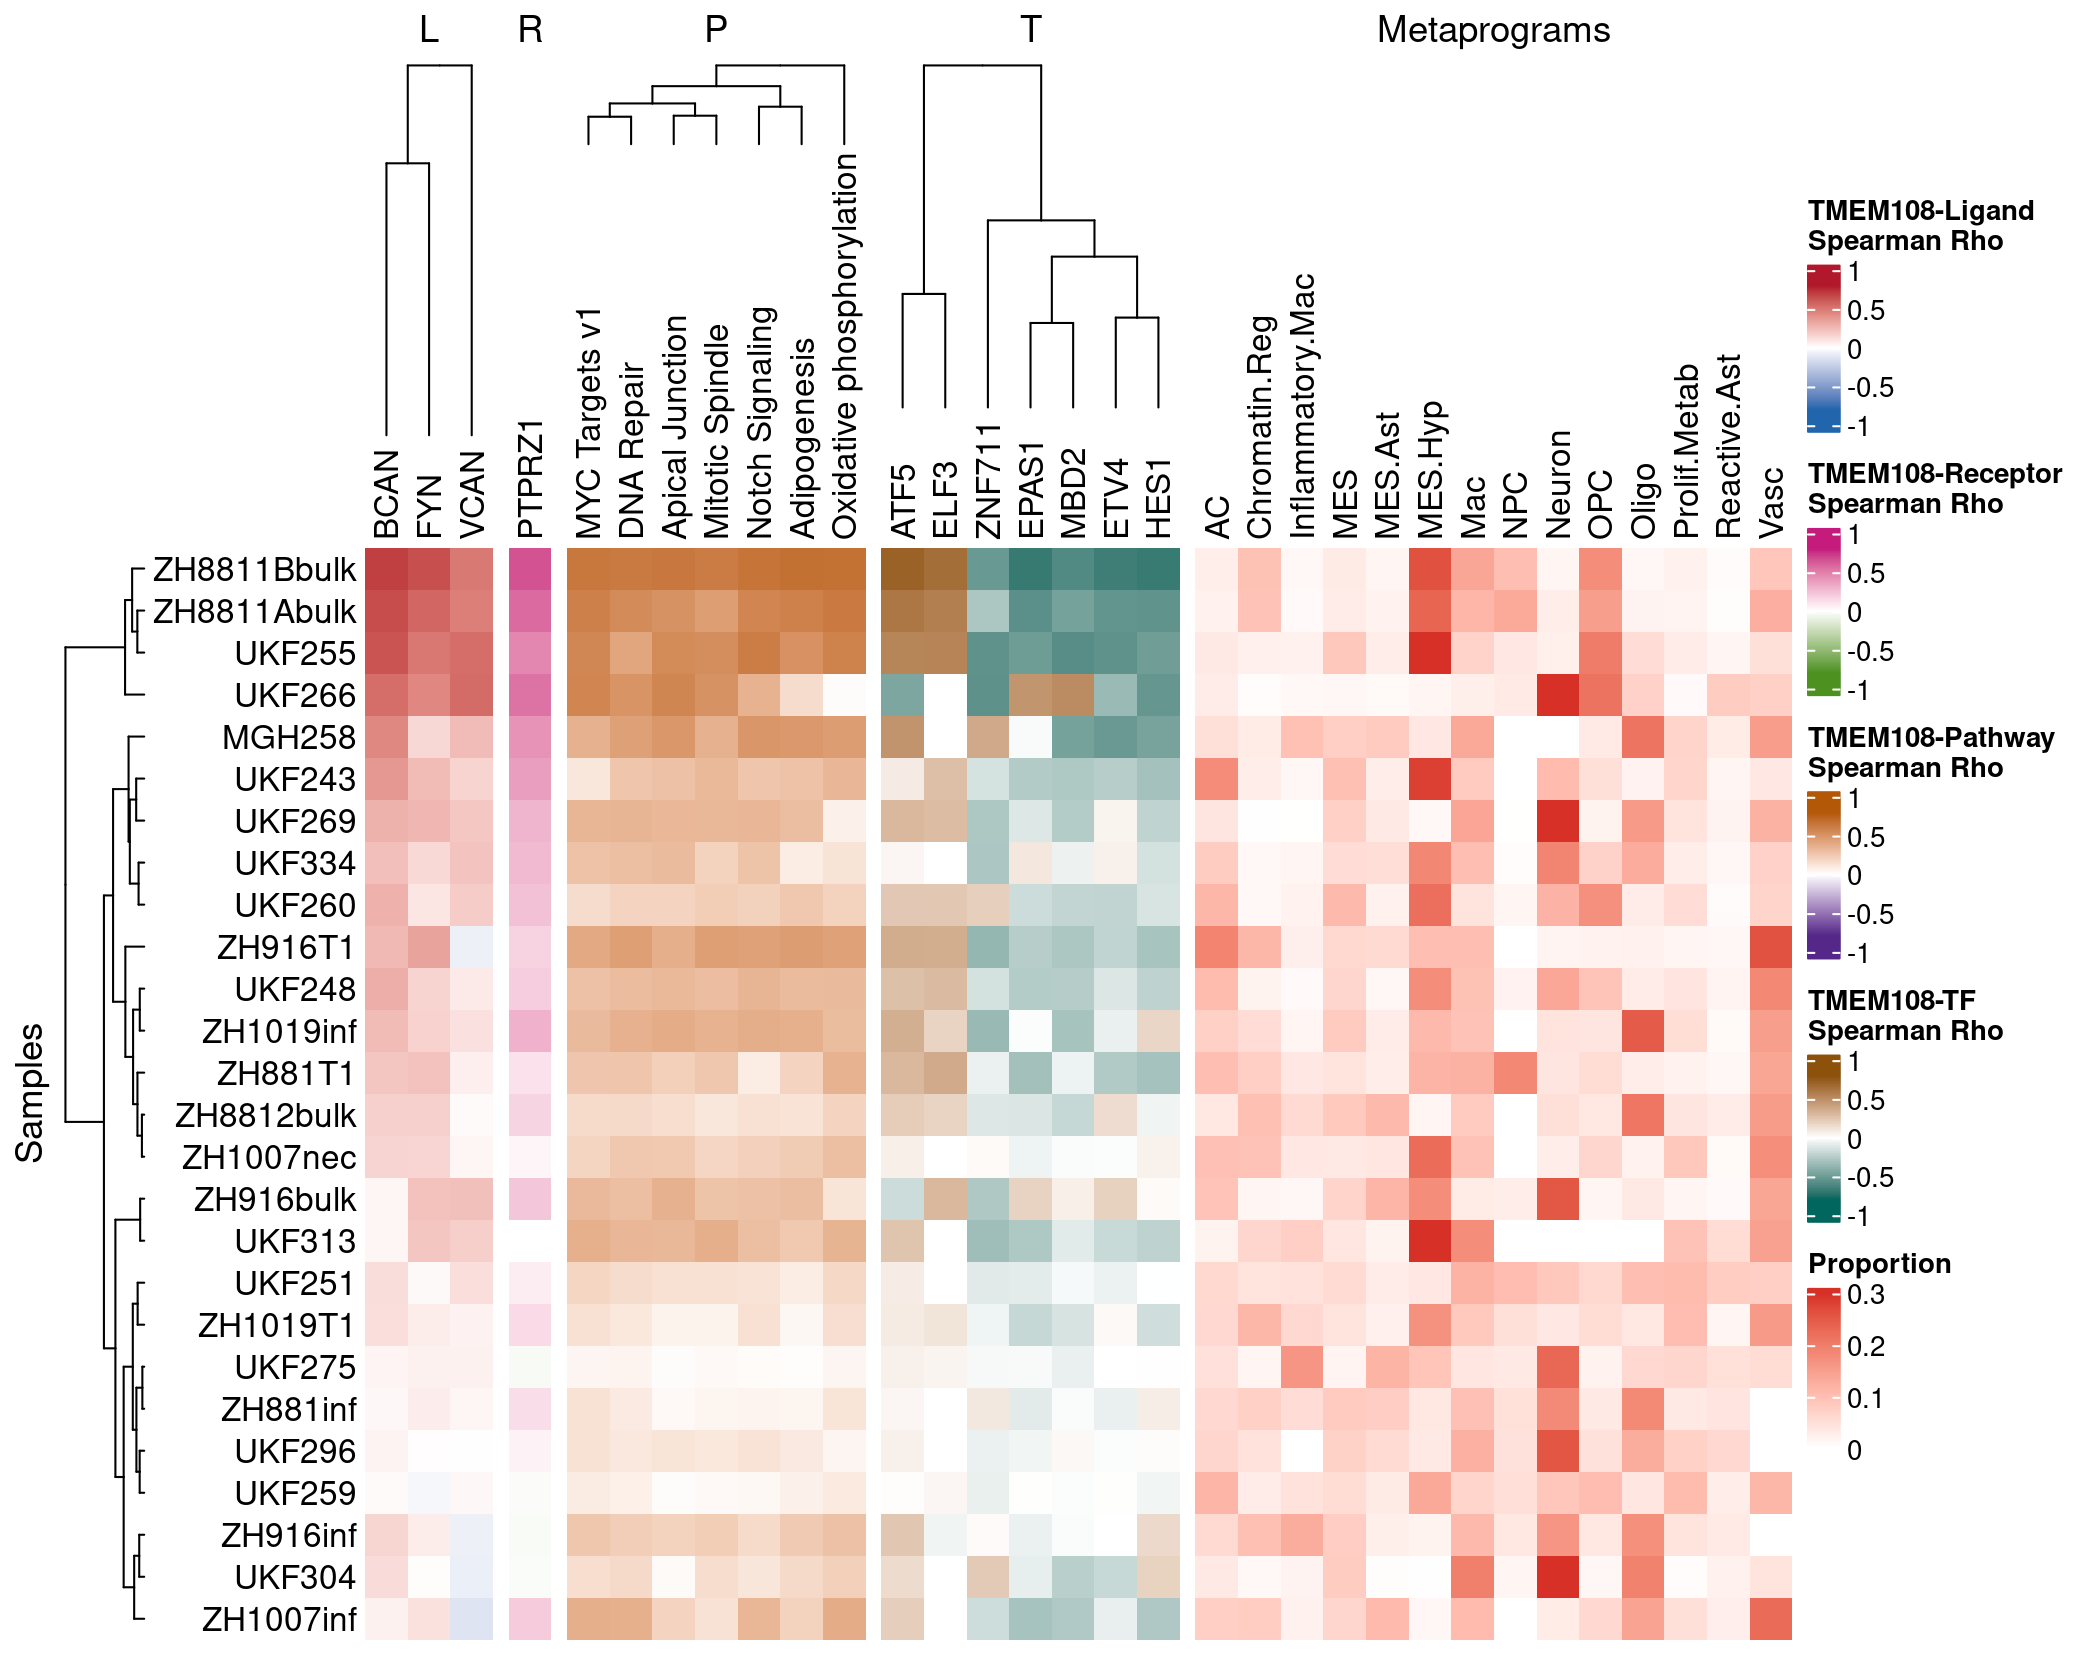 L R P T Metaprograms
BCAN
FYN
VCAN
PTPRZ1
MYC Targets v1
DNA Repair
Apical Junction
Mitotic Spindle
Notch Signaling
Adipogenesis
Oxidative phosphorylation
ATF5
ELF3
ZNF711
EPAS1
MBD2
ETV4
HES1
AC
Chromatin.Reg
Inflammatory.Mac
MES
MES.Ast
MES.Hyp
Mac
NPC
Neuron
OPC
Oligo
Prolif.Metab
Reactive.Ast
Vasc
Samples
ZH8811Bbulk
ZH8811Abulk
UKF255
UKF266
MGH258
UKF243
UKF269
UKF334
UKF260
ZH916T1
UKF248
ZH1019inf
ZH881T1
ZH8812bulk
ZH1007nec
ZH916bulk
UKF313
UKF251
ZH1019T1
UKF275
ZH881inf
UKF296
UKF259
ZH916inf
UKF304
ZH1007inf
TMEM108-Ligand
Spearman Rho
1
0.5
0
-0.5
-1
TMEM108-Receptor
Spearman Rho
1
0.5
0
-0.5
-1
TMEM108-Pathway
Spearman Rho
1
0.5
0
-0.5
-1
TMEM108-TF
Spearman Rho
1
0.5
0
-0.5
-1
Proportion
0.3
0.2
0.1
0